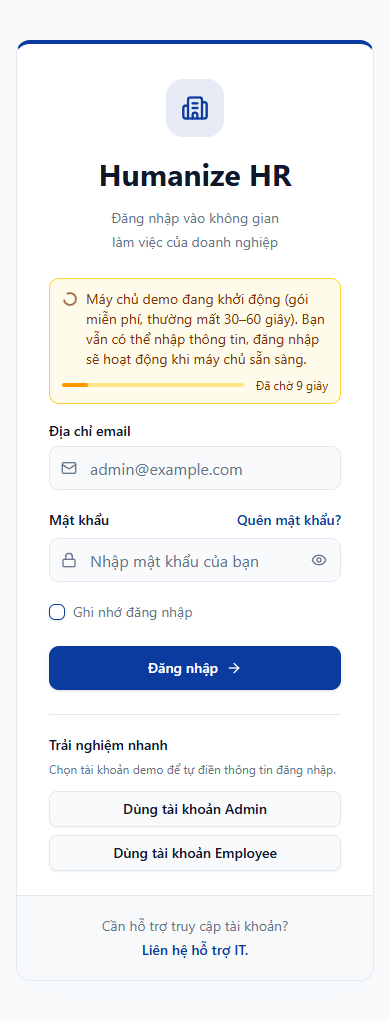 Humanize HR
Đăng nhập vào không gian
làm việc của doanh nghiệp
Máy chủ demo đang khởi động (gói
miễn phí, thường mất 30–60 giây). Bạn
vẫn có thể nhập thông tin, đăng nhập
sẽ hoạt động khi máy chủ sẵn sàng.
Đã chờ 9 giây
Địa chỉ email
admin@example.com
Mật khẩu
Quên mật khẩu?
Nhập mật khẩu của bạn
Ghi nhớ đăng nhập
Đăng nhập →
Trải nghiệm nhanh
Chọn tài khoản demo để tự điền thông tin đăng nhập.
Dùng tài khoản Admin
Dùng tài khoản Employee
Cần hỗ trợ truy cập tài khoản?
Liên hệ hỗ trợ IT.